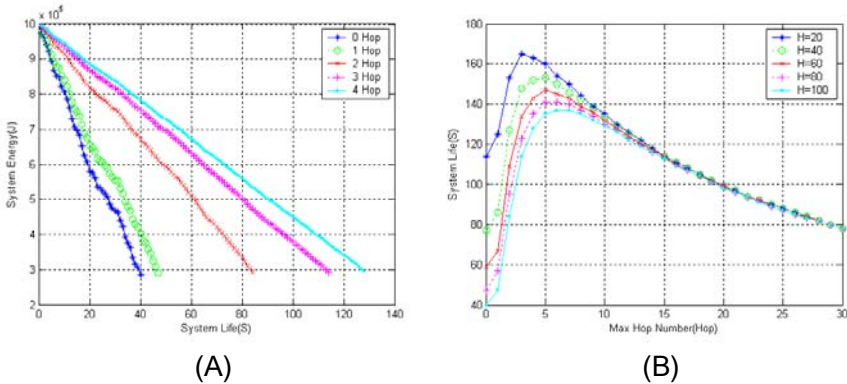 x 10⁵
10
9
8
7
6
5
4
3
2
System Energy(J)
0 20 40 60 80 100 120 140
System Life(S)
0 Hop
1 Hop
2 Hop
3 Hop
4 Hop
(A)
180
160
140
120
100
80
60
40
System Life(S)
0 5 10 15 20 25 30
Max Hop Number(Hop)
H=20
H=40
H=60
H=80
H=100
(B)